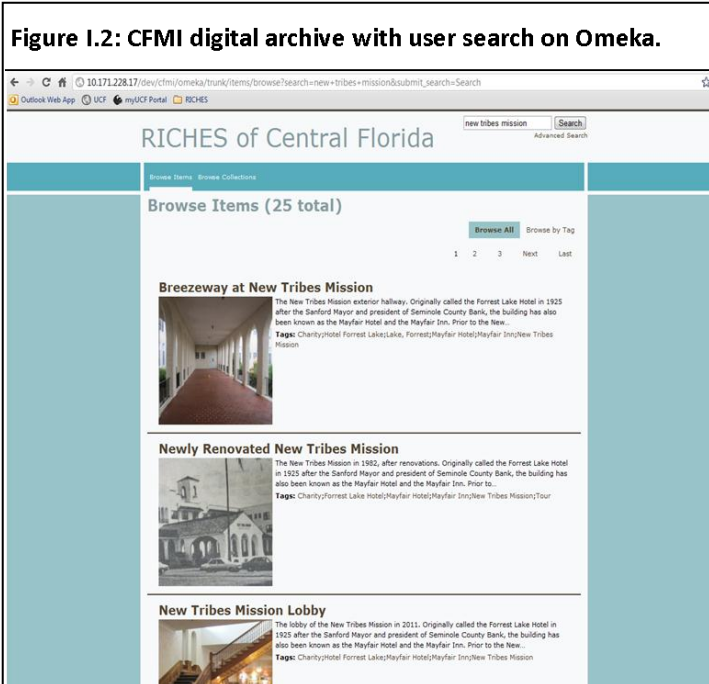 Figure I.2: CFMI digital archive with user search on Omeka.
10.171.228.17/dev/cfmi/omeka/trunk/items/browse?search=new+tribes+mission&submit_search=Search
Outlook Web App UCF myUCF Portal RICHES
new tribes mission Search
Advanced Search
RICHES of Central Florida
Browse Items Browse Collections
Browse Items (25 total)
Browse All Browse by Tag
1 2 3 Next Last
Breezeway at New Tribes Mission
The New Tribes Mission exterior hallway. Originally called the Forrest Lake Hotel in 1925
after the Sanford Mayor and president of Seminole County Bank, the building has also
been known as the Mayfair Hotel and the Mayfair Inn. Prior to the New...
Tags: Charity;Hotel Forrest Lake;Lake, Forrest;Mayfair Hotel;Mayfair Inn;New Tribes
Mission
Newly Renovated New Tribes Mission
The New Tribes Mission in 1982, after renovations. Originally called the Forrest Lake Hotel
in 1925 after the Sanford Mayor and president of Seminole County Bank, the building has
also been known as the Mayfair Hotel and the Mayfair Inn. Prior to...
Tags: Charity;Forrest Lake Hotel;Mayfair Hotel;Mayfair Inn;New Tribes Mission;Tour
New Tribes Mission Lobby
The lobby of the New Tribes Mission in 2011. Originally called the Forrest Lake Hotel in
1925 after the Sanford Mayor and president of Seminole County Bank, the building has
also been known as the Mayfair Hotel and the Mayfair Inn. Prior to the New...
Tags: Charity;Hotel Forrest Lake;Mayfair Hotel;Mayfair Inn;New Tribes Mission